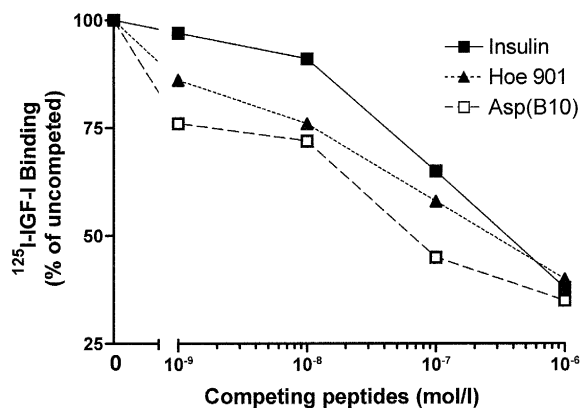 100
75
50
25
¹²⁵I-IGF-I Binding
(% of uncompeted)
Insulin
Hoe 901
Asp(B10)
0 10⁻⁹ 10⁻⁸ 10⁻⁷ 10⁻⁶
Competing peptides (mol/l)